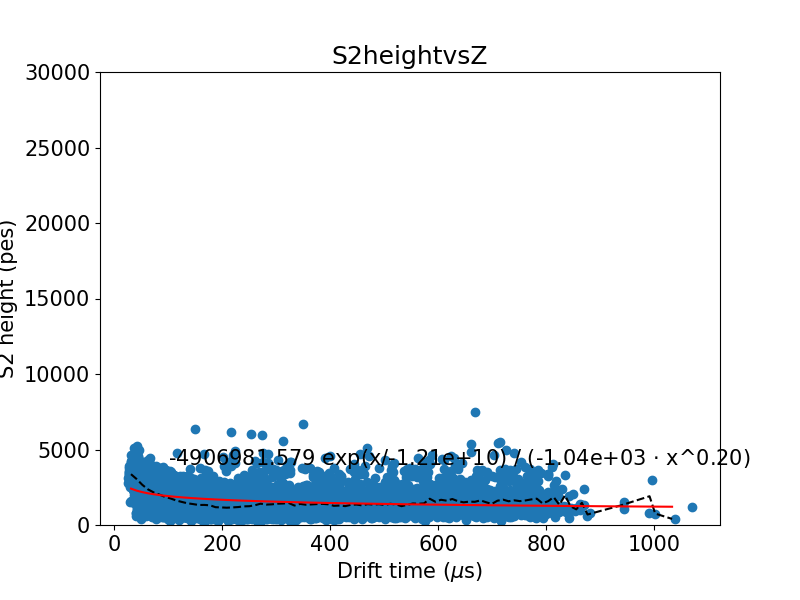 S2heightvsZ
30000
25000
20000
15000
10000
5000
0
S2 height (pes)
-4906981.579 exp(x/-1.21e+10) / (-1.04e+03 · x^0.20)
0 200 400 600 800 1000
Drift time (μs)